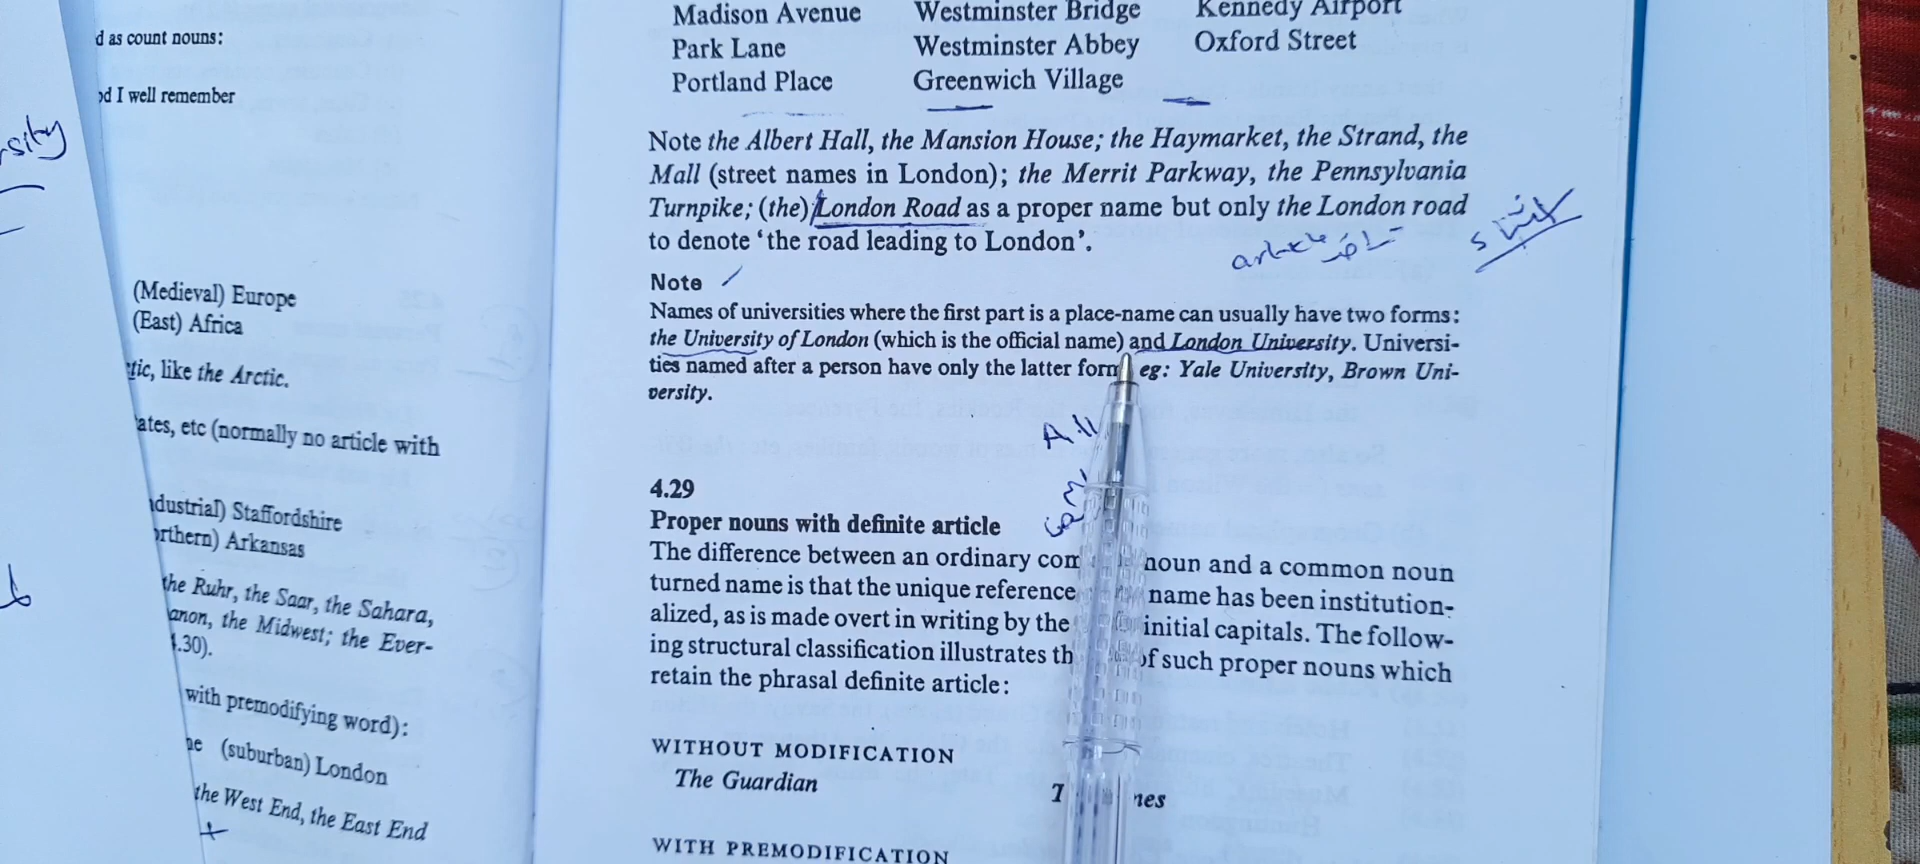 d as count nouns:
od I well remember
(Medieval) Europe
(East) Africa
tic, like the Arctic.
ates, etc (normally no article with
dustrial) Staffordshire
orthern) Arkansas
the Ruhr, the Saar, the Sahara,
anon, the Midwest; the Ever-
.30).
with premodifying word):
he (suburban) London
the West End, the East End
Madison Avenue Westminster Bridge Kennedy Airport
Park Lane Westminster Abbey Oxford Street
Portland Place Greenwich Village
Note the Albert Hall, the Mansion House; the Haymarket, the Strand, the
Mall (street names in London); the Merrit Parkway, the Pennsylvania
Turnpike; (the) London Road as a proper name but only the London road
to denote ‘the road leading to London’.
Note
Names of universities where the first part is a place-name can usually have two forms:
the University of London (which is the official name) and London University. Universi-
ties named after a person have only the latter form eg: Yale University, Brown Uni-
versity.
4.29
Proper nouns with definite article
The difference between an ordinary com noun and a common noun
turned name is that the unique reference name has been institution-
alized, as is made overt in writing by the initial capitals. The follow-
ing structural classification illustrates th of such proper nouns which
retain the phrasal definite article:
WITHOUT MODIFICATION
The Guardian
WITH PREMODIFICATION